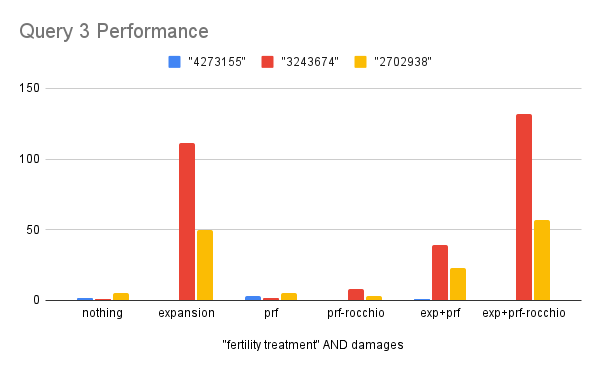 Query 3 Performance
"4273155" "3243674" "2702938"
150
100
50
0
nothing expansion prf prf-rocchio exp+prf exp+prf-rocchio
"fertility treatment" AND damages